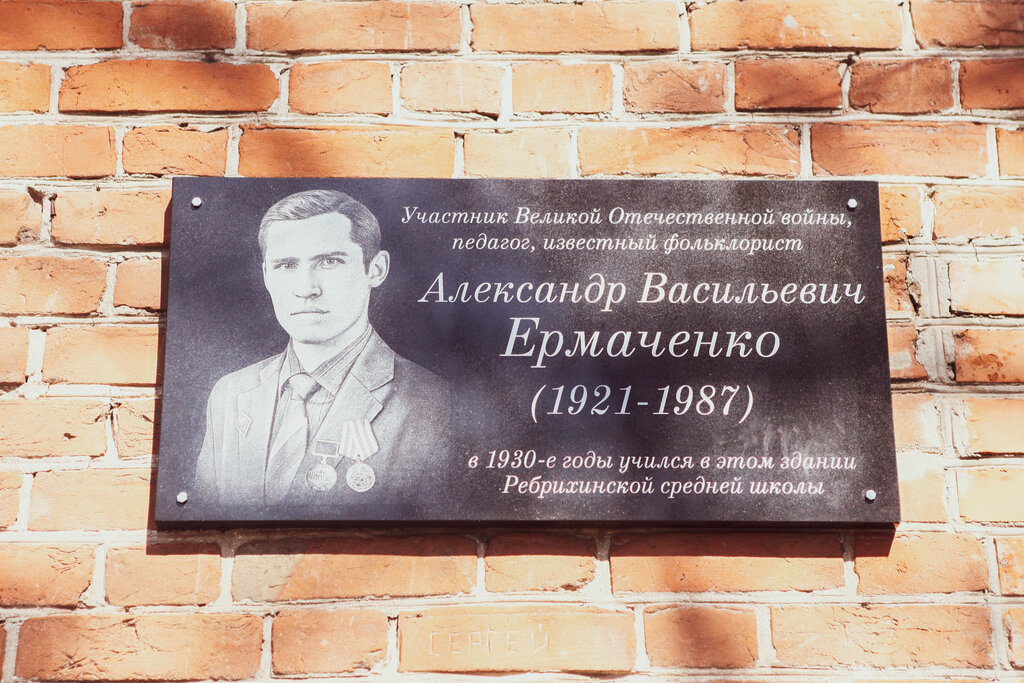 Участник Великой Отечественной войны,
педагог, известный фольклорист
Александр Васильевич
Ермаченко
(1921-1987)
в 1930-е годы учился в этом здании
Ребрихинской средней школы
СЕРГЕЙ